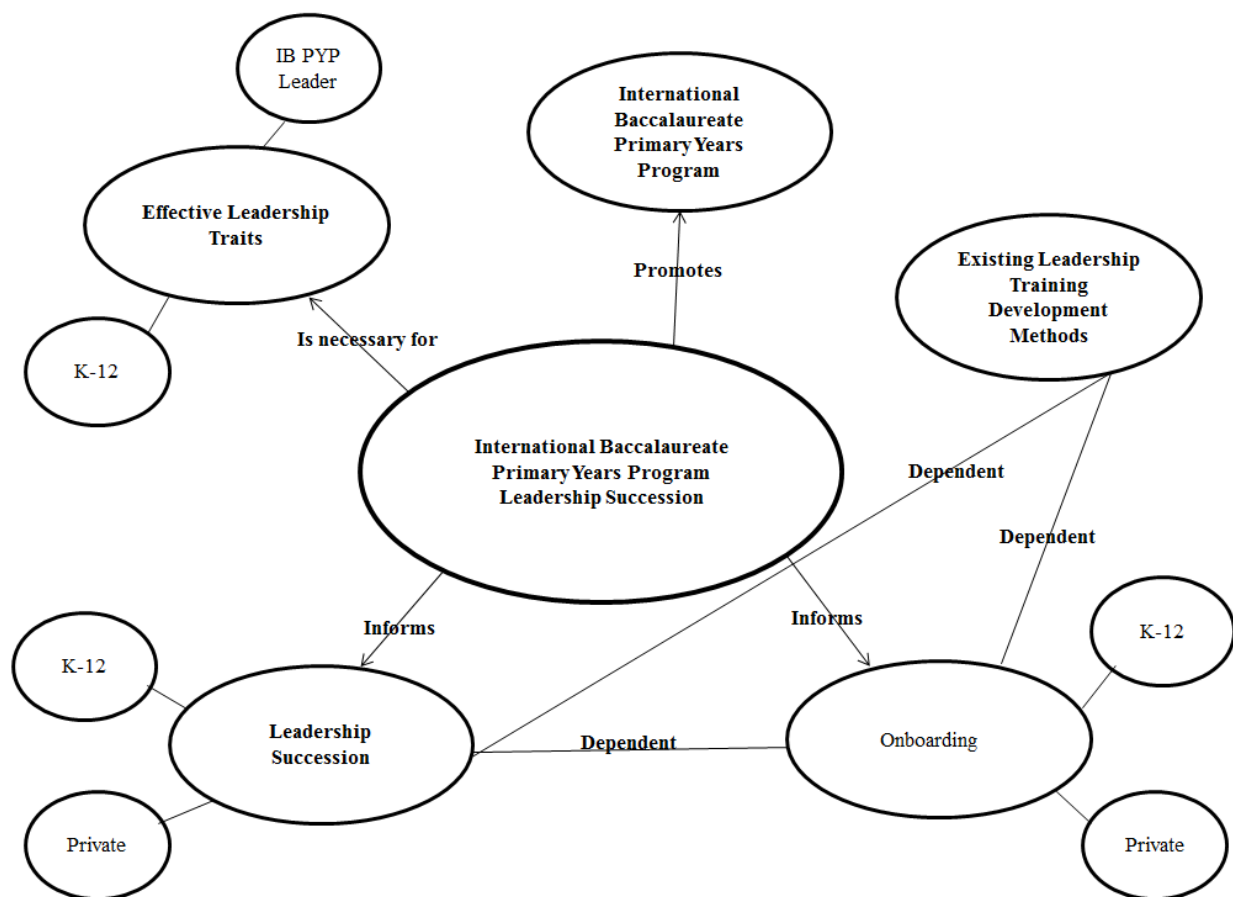 IB PYP
Leader
International
Baccalaureate
Primary Years
Program
Effective Leadership
Traits
Existing Leadership
Training
Development
Methods
Promotes
Is necessary for
K-12
International Baccalaureate
Primary Years Program
Leadership Succession
Dependent
Dependent
Informs
Informs
K-12
K-12
Leadership
Succession
Dependent
Onboarding
Private
Private